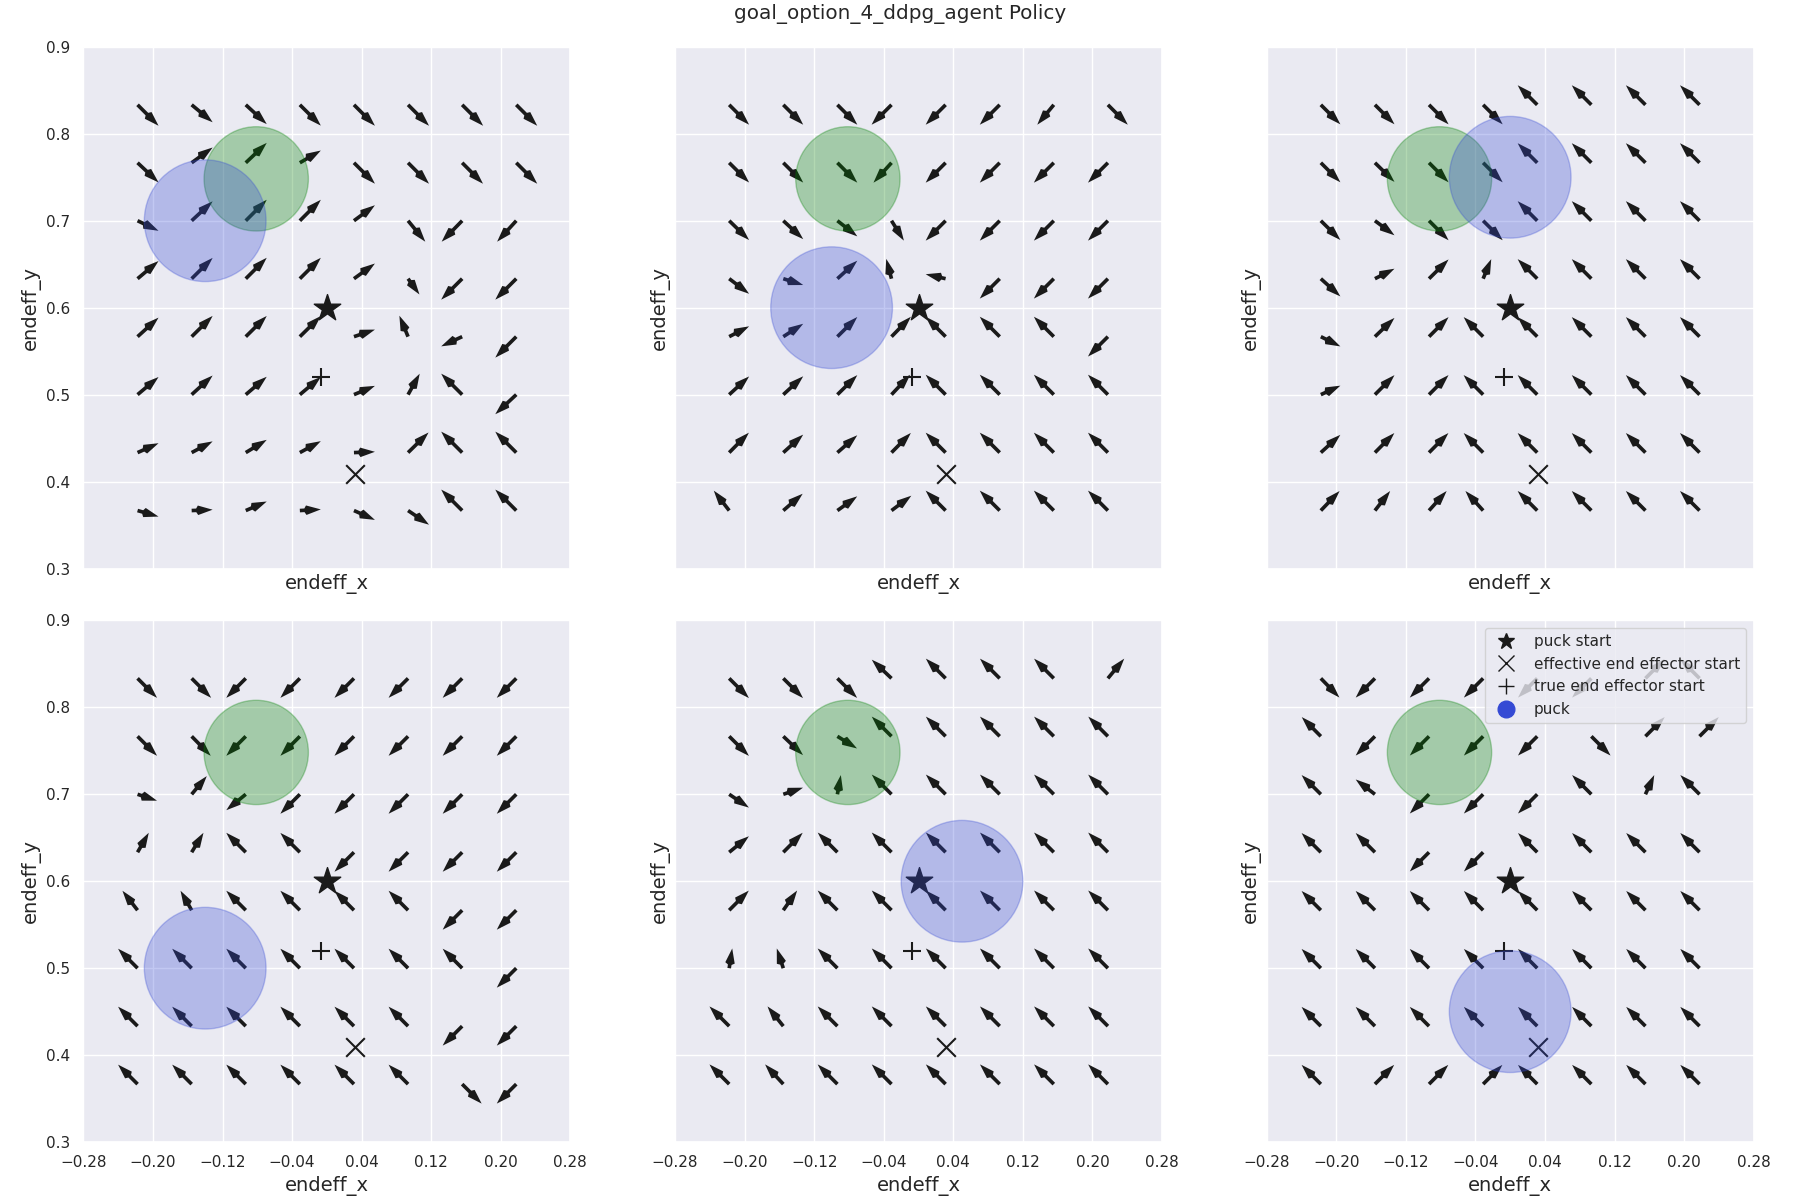 goal_option_4_ddpg_agent Policy
0.9
0.8
0.7
0.6
0.5
0.4
0.3
endeff_y
endeff_x
endeff_y
endeff_x
endeff_y
endeff_x
0.9
0.8
0.7
0.6
0.5
0.4
0.3
endeff_y
−0.28 −0.20 −0.12 −0.04 0.04 0.12 0.20 0.28
endeff_x
endeff_y
−0.28 −0.20 −0.12 −0.04 0.04 0.12 0.20 0.28
endeff_x
puck start
effective end effector start
true end effector start
puck
endeff_y
−0.28 −0.20 −0.12 −0.04 0.04 0.12 0.20 0.28
endeff_x